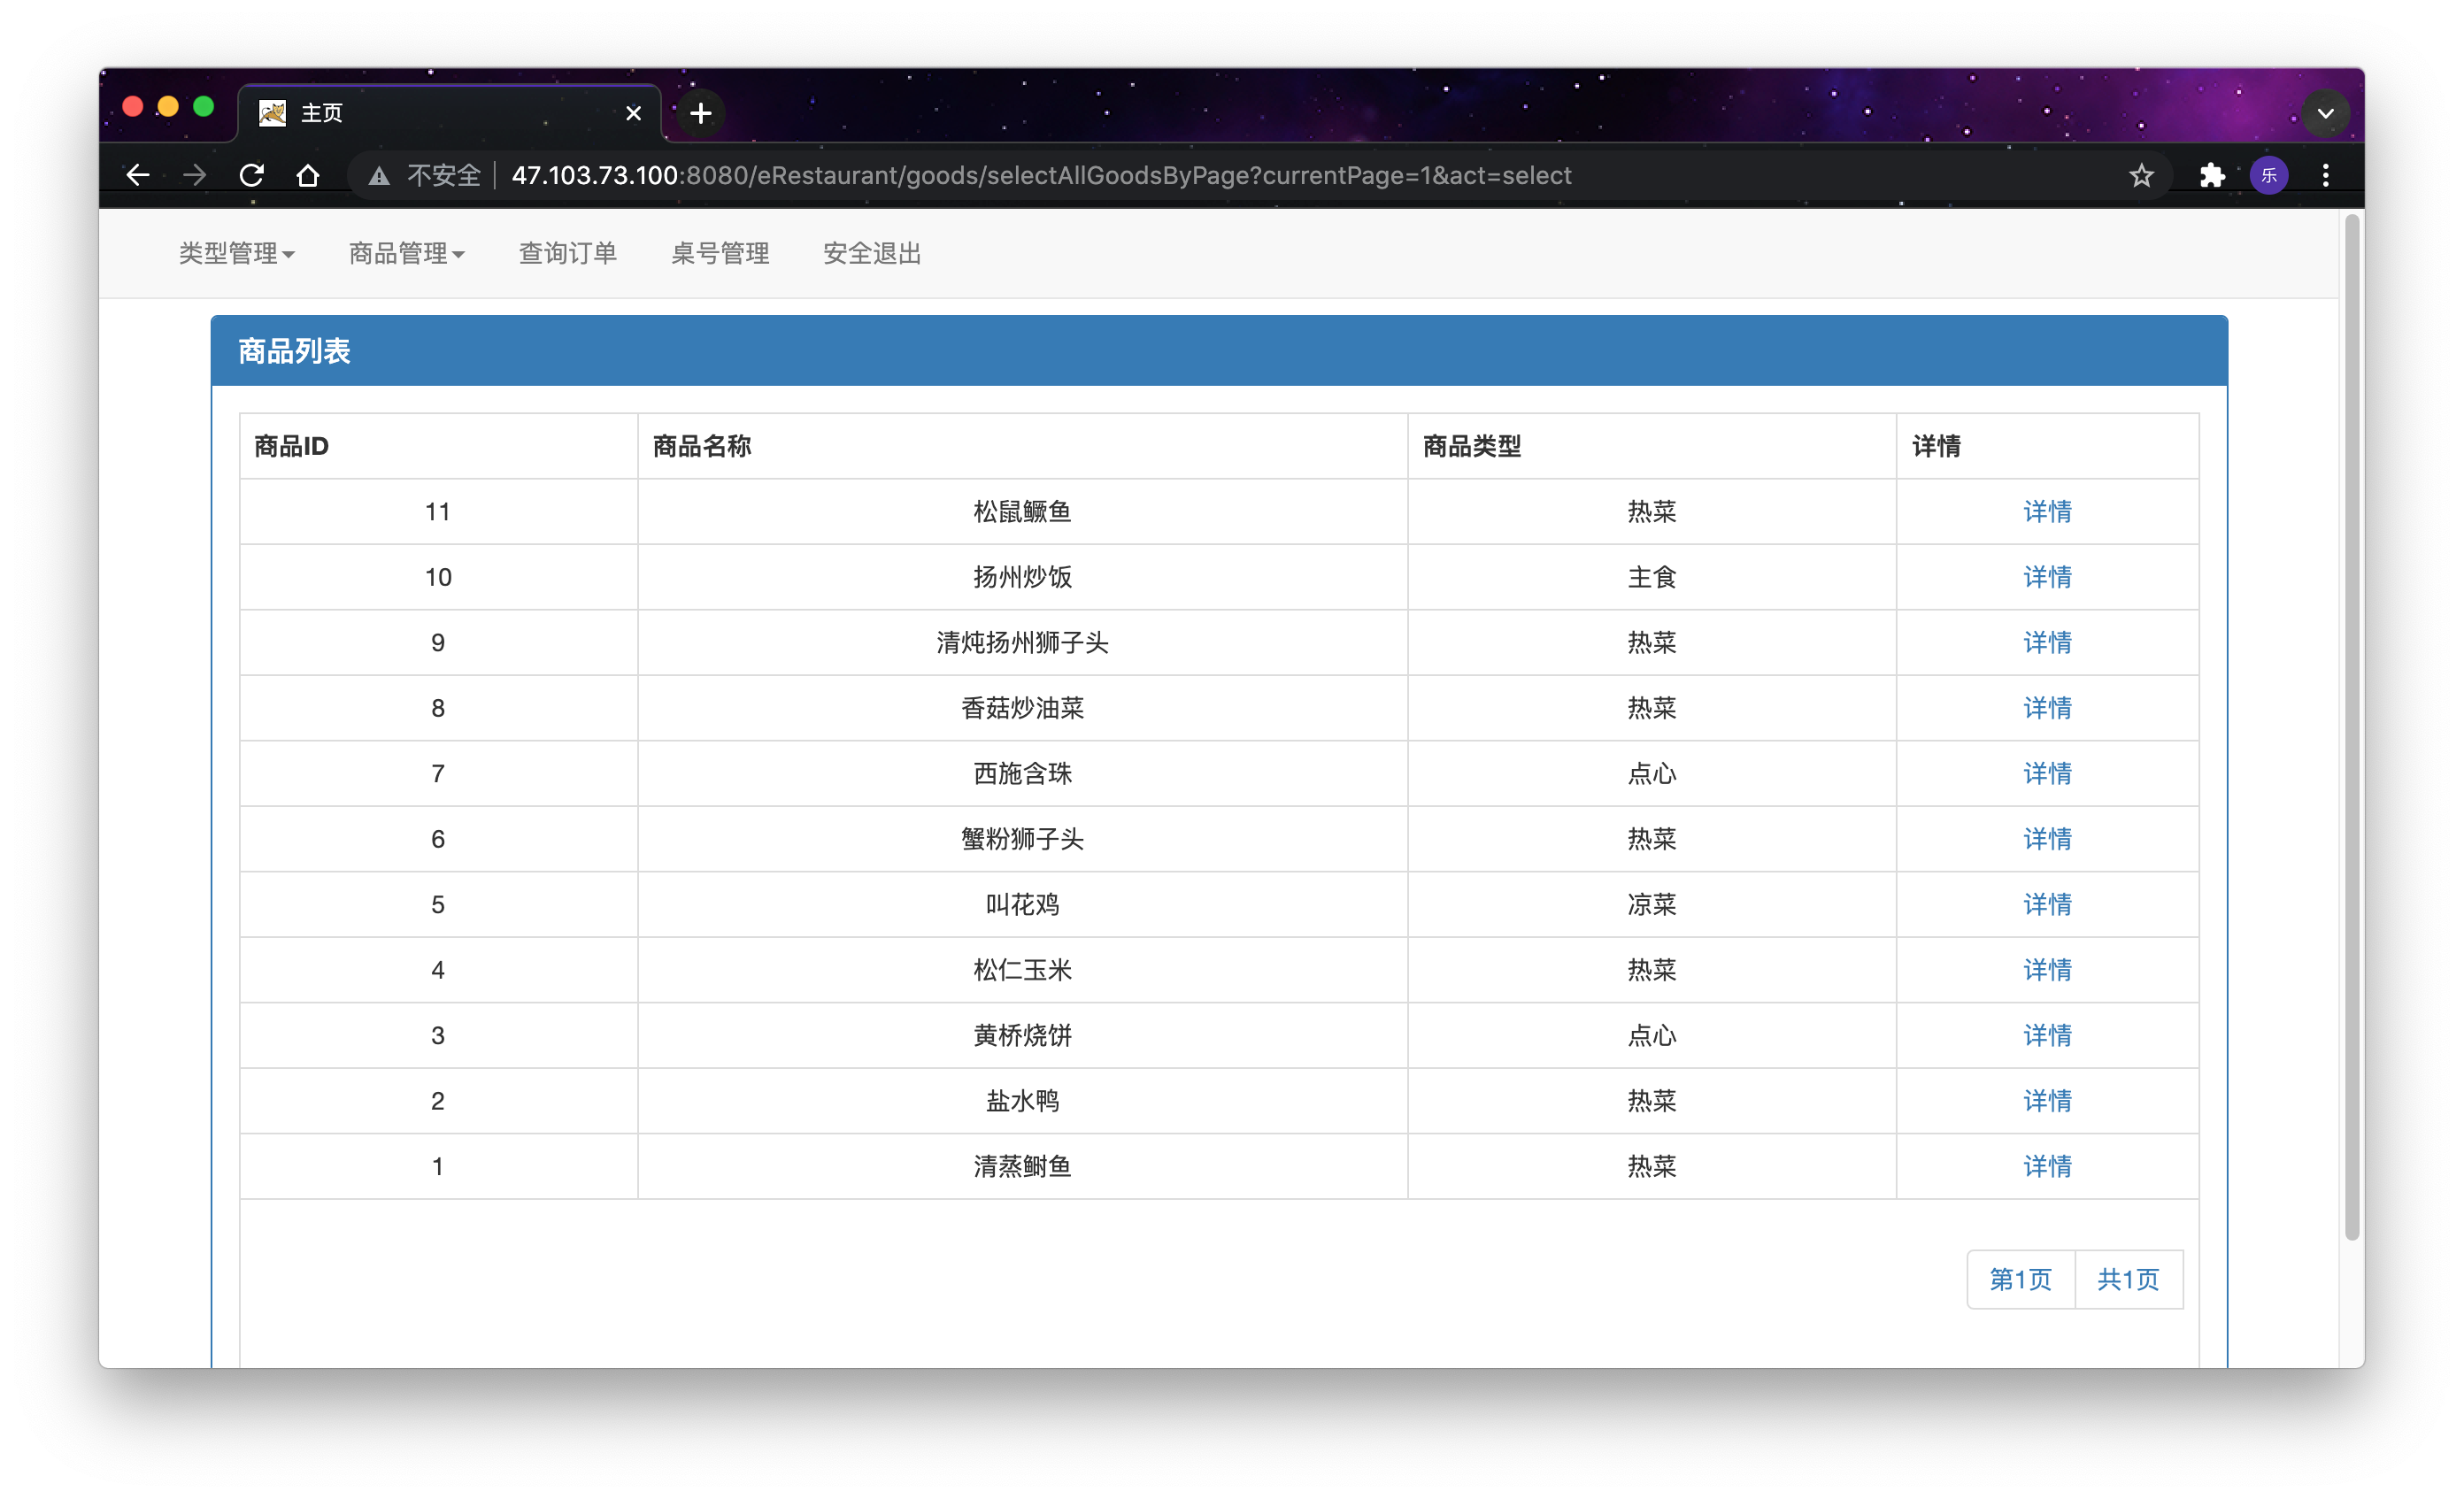 主页
不安全 47.103.73.100:8080/eRestaurant/goods/selectAllGoodsByPage?currentPage=1&act=select 乐
类型管理 商品管理 查询订单 桌号管理 安全退出
商品列表
商品ID 商品名称 商品类型 详情
11 松鼠鳜鱼 热菜 详情
10 扬州炒饭 主食 详情
9 清炖扬州狮子头 热菜 详情
8 香菇炒油菜 热菜 详情
7 西施含珠 点心 详情
6 蟹粉狮子头 热菜 详情
5 叫花鸡 凉菜 详情
4 松仁玉米 热菜 详情
3 黄桥烧饼 点心 详情
2 盐水鸭 热菜 详情
1 清蒸鲥鱼 热菜 详情
第1页 共1页